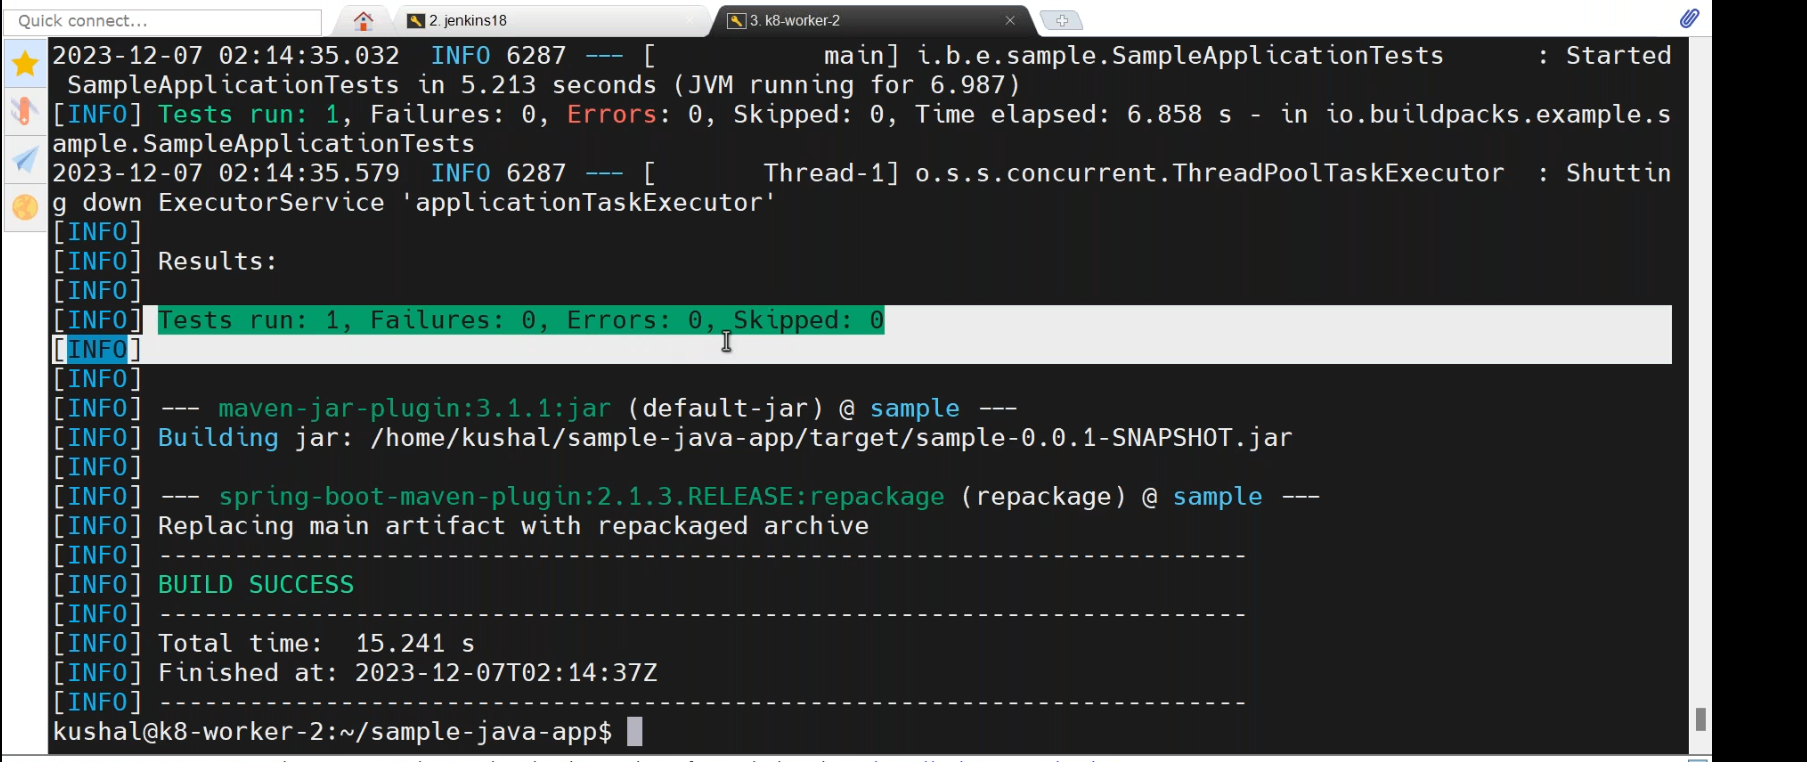 Quick connect...
2. jenkins18
3. k8-worker-2
2023-12-07 02:14:35.032  INFO 6287 --- [           main] i.b.e.sample.SampleApplicationTests      : Started
 SampleApplicationTests in 5.213 seconds (JVM running for 6.987)
[INFO] Tests run: 1, Failures: 0, Errors: 0, Skipped: 0, Time elapsed: 6.858 s - in io.buildpacks.example.s
ample.SampleApplicationTests
2023-12-07 02:14:35.579  INFO 6287 --- [       Thread-1] o.s.s.concurrent.ThreadPoolTaskExecutor  : Shuttin
g down ExecutorService 'applicationTaskExecutor'
[INFO]
[INFO] Results:
[INFO]
[INFO] Tests run: 1, Failures: 0, Errors: 0, Skipped: 0
[INFO]
[INFO]
[INFO] --- maven-jar-plugin:3.1.1:jar (default-jar) @ sample ---
[INFO] Building jar: /home/kushal/sample-java-app/target/sample-0.0.1-SNAPSHOT.jar
[INFO]
[INFO] --- spring-boot-maven-plugin:2.1.3.RELEASE:repackage (repackage) @ sample ---
[INFO] Replacing main artifact with repackaged archive
[INFO] ------------------------------------------------------------------------
[INFO] BUILD SUCCESS
[INFO] ------------------------------------------------------------------------
[INFO] Total time:  15.241 s
[INFO] Finished at: 2023-12-07T02:14:37Z
[INFO] ------------------------------------------------------------------------
kushal@k8-worker-2:~/sample-java-app$